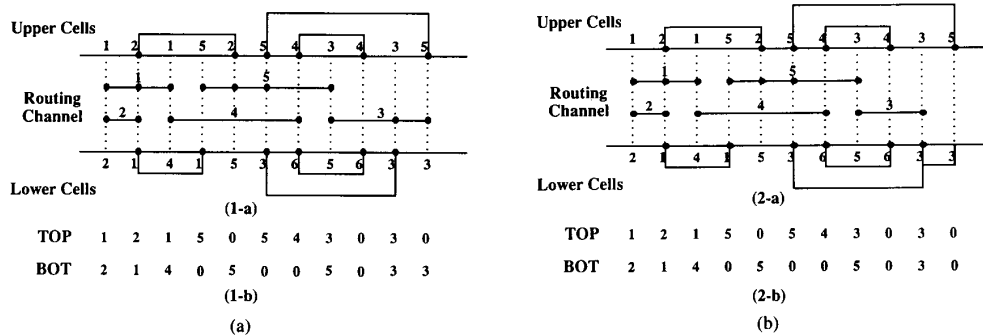 Upper Cells 1 2 1 5 2 5 4 3 4 3 5
1 5
Routing Channel
2 4 3
2 1 4 1 5 3 6 5 6 3 3
Lower Cells
(1-a)
TOP 1 2 1 5 0 5 4 3 0 3 0
BOT 2 1 4 0 5 0 0 5 0 3 3
(1-b)
(a)
Upper Cells 1 2 1 5 2 5 4 3 4 3 5
1 5
Routing Channel
2 4 3
2 1 4 1 5 3 6 5 6 3 3
Lower Cells
(2-a)
TOP 1 2 1 5 0 5 4 3 0 3 0
BOT 2 1 4 0 5 0 0 5 0 3 0
(2-b)
(b)